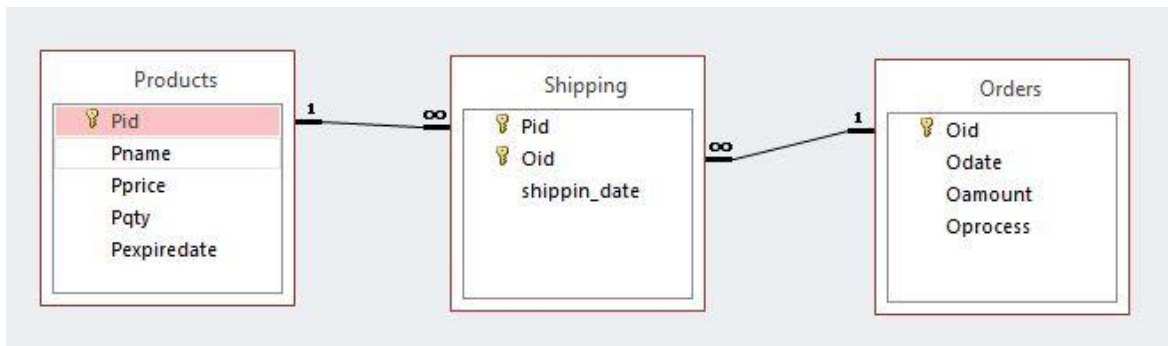 Products
Pid
Pname
Pprice
Pqty
Pexpiredate
1
∞
Shipping
Pid
Oid
shippin_date
∞
1
Orders
Oid
Odate
Oamount
Oprocess